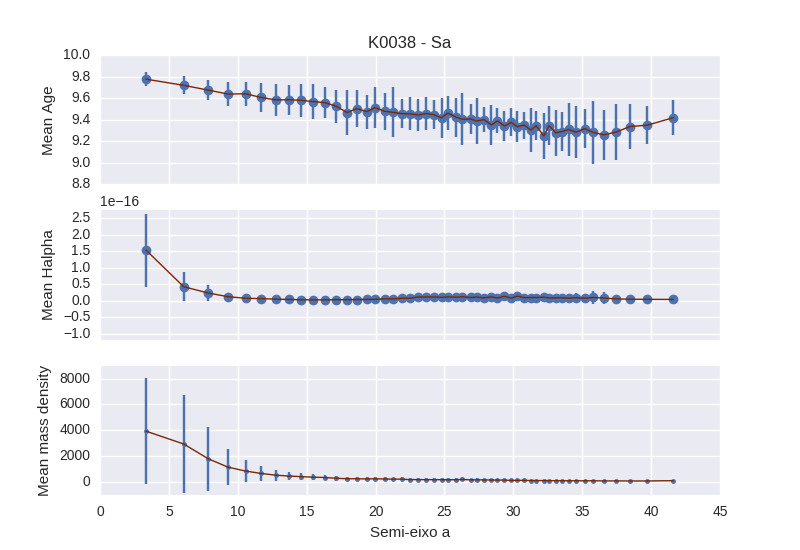 K0038 - Sa
10.0
9.8
9.6
9.4
9.2
9.0
8.8
Mean Age
1e−16
2.5
2.0
1.5
1.0
0.5
0.0
−0.5
−1.0
Mean Halpha
8000
6000
4000
2000
0
Mean mass density
0 5 10 15 20 25 30 35 40 45
Semi-eixo a